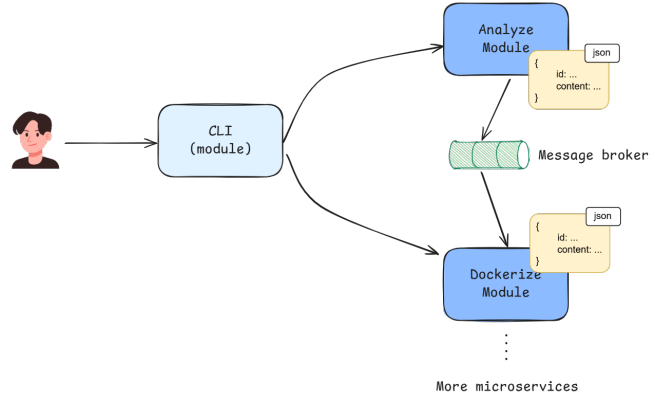 Analyze
Module
json
{
id: ...
content: ...
}
CLI
(module)
Message broker
json
{
id: ...
content: ...
}
Dockerize
Module
More microservices